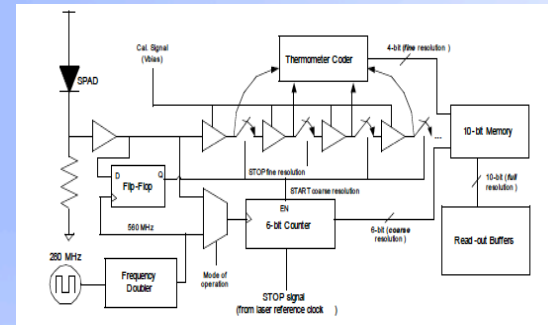 Cal. Signal
(Vbias)
Thermometer Coder
4-bit (fine resolution )
SPAD
10-bit Memory
D
Q
Flip-Flop
STOP fine resolution
START coarse resolution
EN
6-bit Counter
560 MHz
6-bit (coarse
resolution )
10-bit (full
resolution )
Read-out Buffers
280 MHz
Frequency
Doubler
Mode of
operation
STOP signal
(from laser reference clock )
...